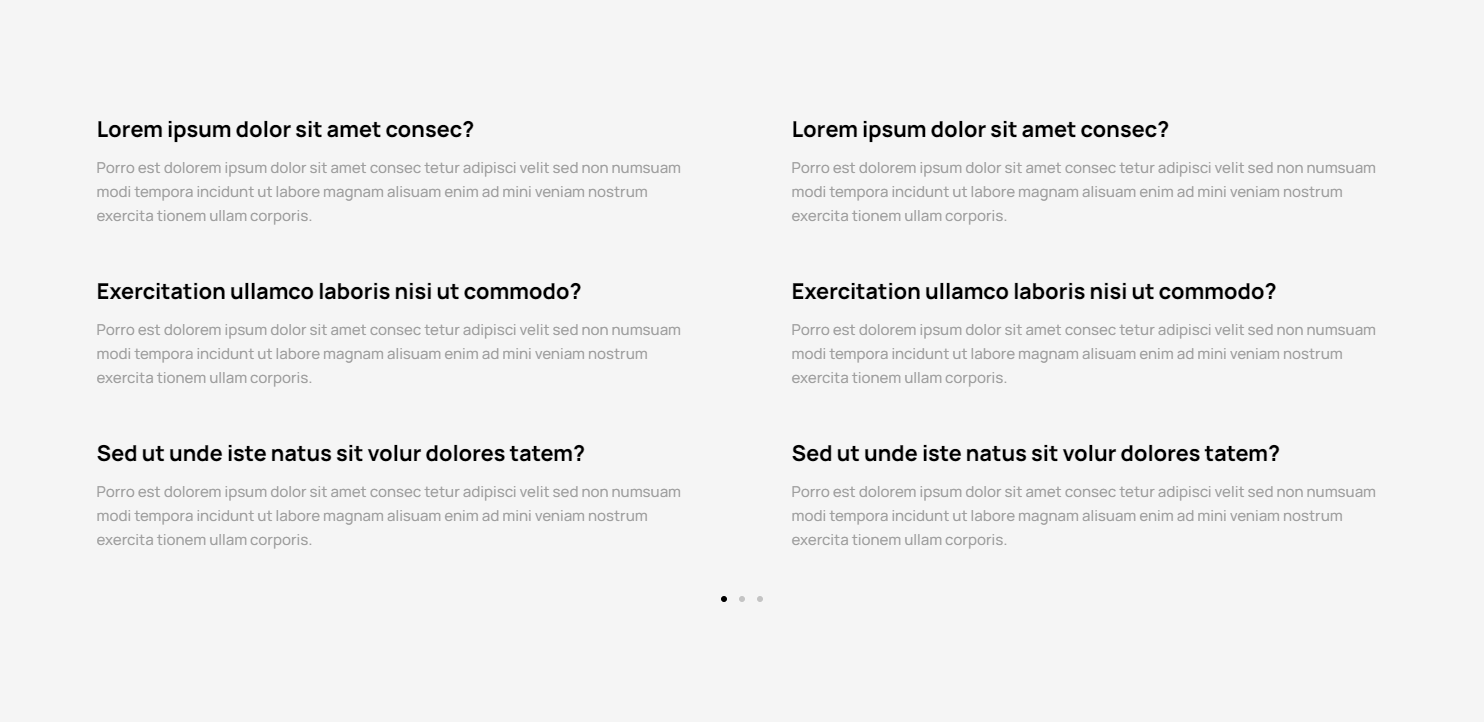 Lorem ipsum dolor sit amet consec?
Porro est dolorem ipsum dolor sit amet consec tetur adipisci velit sed non numsuam
modi tempora incidunt ut labore magnam alisuam enim ad mini veniam nostrum
exercita tionem ullam corporis.
Exercitation ullamco laboris nisi ut commodo?
Porro est dolorem ipsum dolor sit amet consec tetur adipisci velit sed non numsuam
modi tempora incidunt ut labore magnam alisuam enim ad mini veniam nostrum
exercita tionem ullam corporis.
Sed ut unde iste natus sit volur dolores tatem?
Porro est dolorem ipsum dolor sit amet consec tetur adipisci velit sed non numsuam
modi tempora incidunt ut labore magnam alisuam enim ad mini veniam nostrum
exercita tionem ullam corporis.
Lorem ipsum dolor sit amet consec?
Porro est dolorem ipsum dolor sit amet consec tetur adipisci velit sed non numsuam
modi tempora incidunt ut labore magnam alisuam enim ad mini veniam nostrum
exercita tionem ullam corporis.
Exercitation ullamco laboris nisi ut commodo?
Porro est dolorem ipsum dolor sit amet consec tetur adipisci velit sed non numsuam
modi tempora incidunt ut labore magnam alisuam enim ad mini veniam nostrum
exercita tionem ullam corporis.
Sed ut unde iste natus sit volur dolores tatem?
Porro est dolorem ipsum dolor sit amet consec tetur adipisci velit sed non numsuam
modi tempora incidunt ut labore magnam alisuam enim ad mini veniam nostrum
exercita tionem ullam corporis.